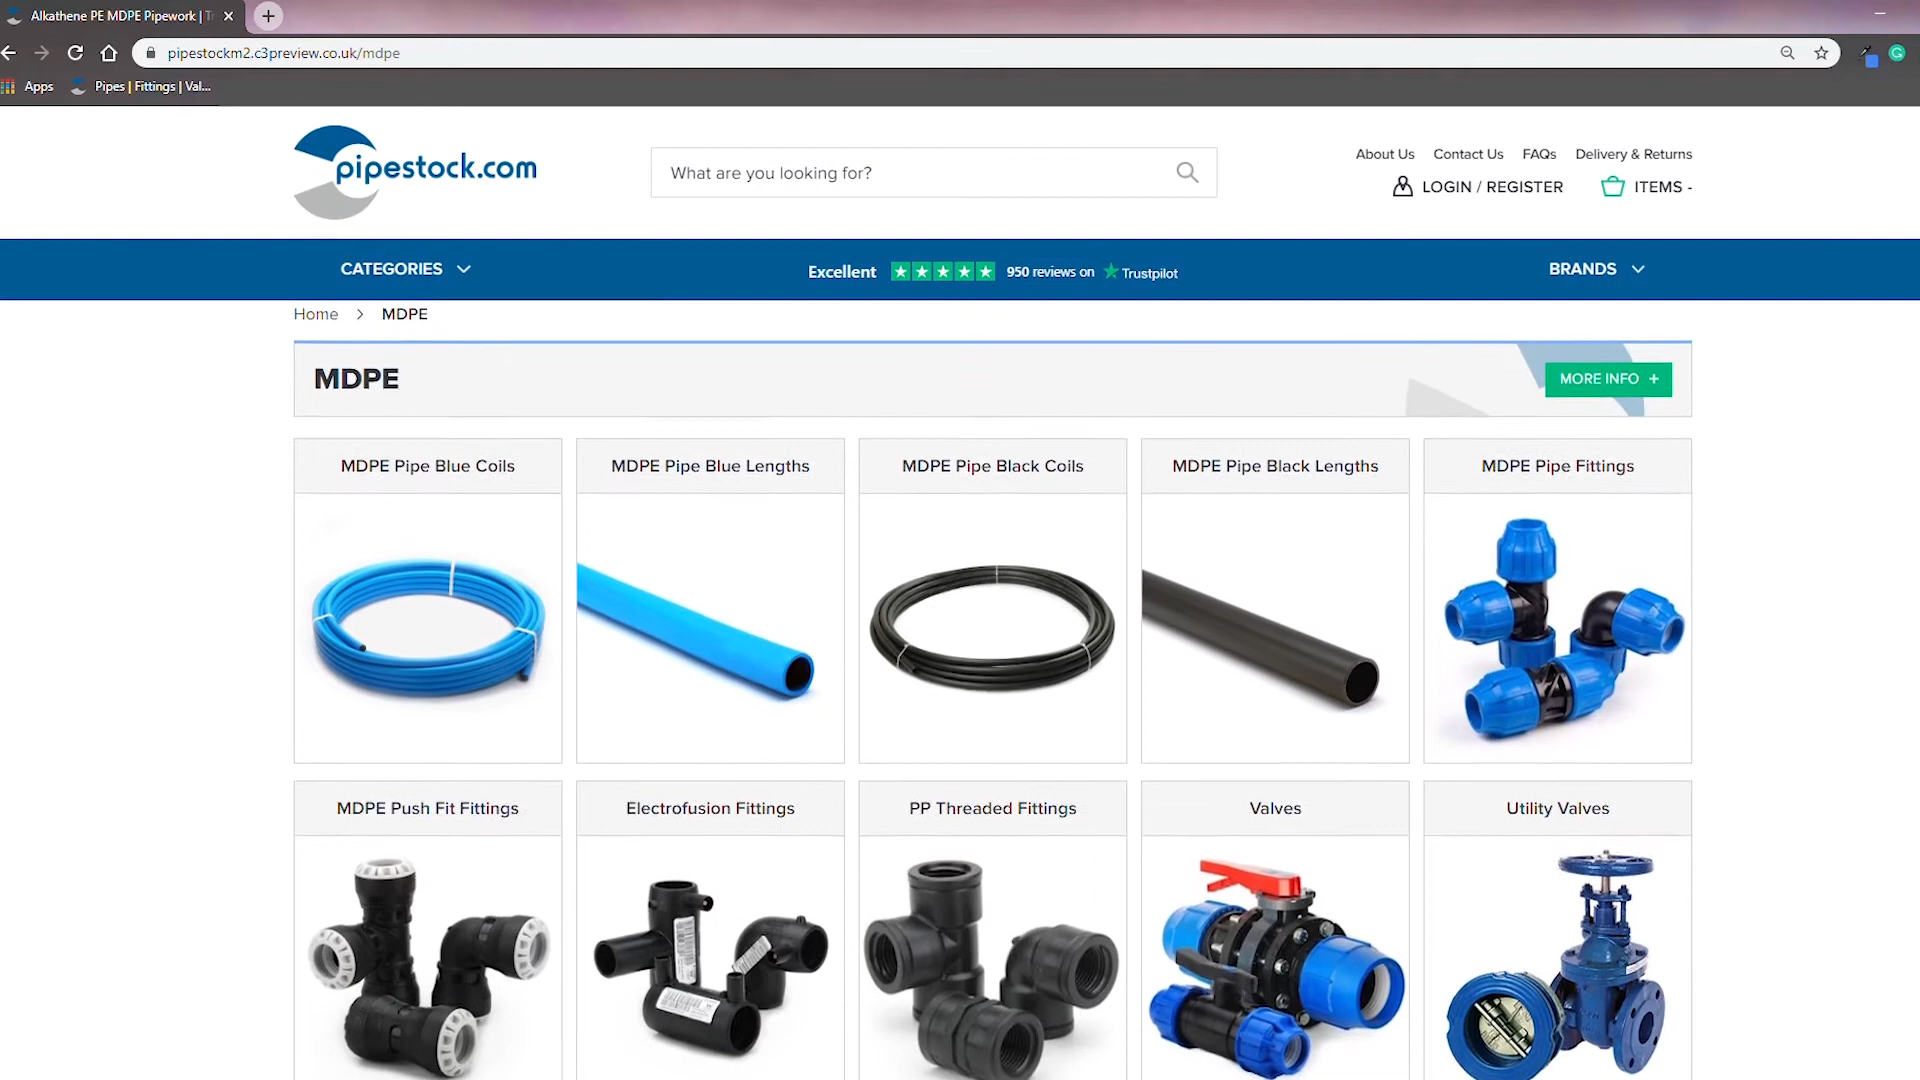 Alkathene PE MDPE Pipework | Tr
pipestockm2.c3preview.co.uk/mdpe
Apps
Pipes | Fittings | Val...
pipestock.com
What are you looking for?
About Us
Contact Us
FAQs
Delivery & Returns
LOGIN / REGISTER
ITEMS -
CATEGORIES
Excellent
950 reviews on
Trustpilot
BRANDS
Home > MDPE
MDPE
MORE INFO +
MDPE Pipe Blue Coils
MDPE Pipe Blue Lengths
MDPE Pipe Black Coils
MDPE Pipe Black Lengths
MDPE Pipe Fittings
MDPE Push Fit Fittings
Electrofusion Fittings
PP Threaded Fittings
Valves
Utility Valves